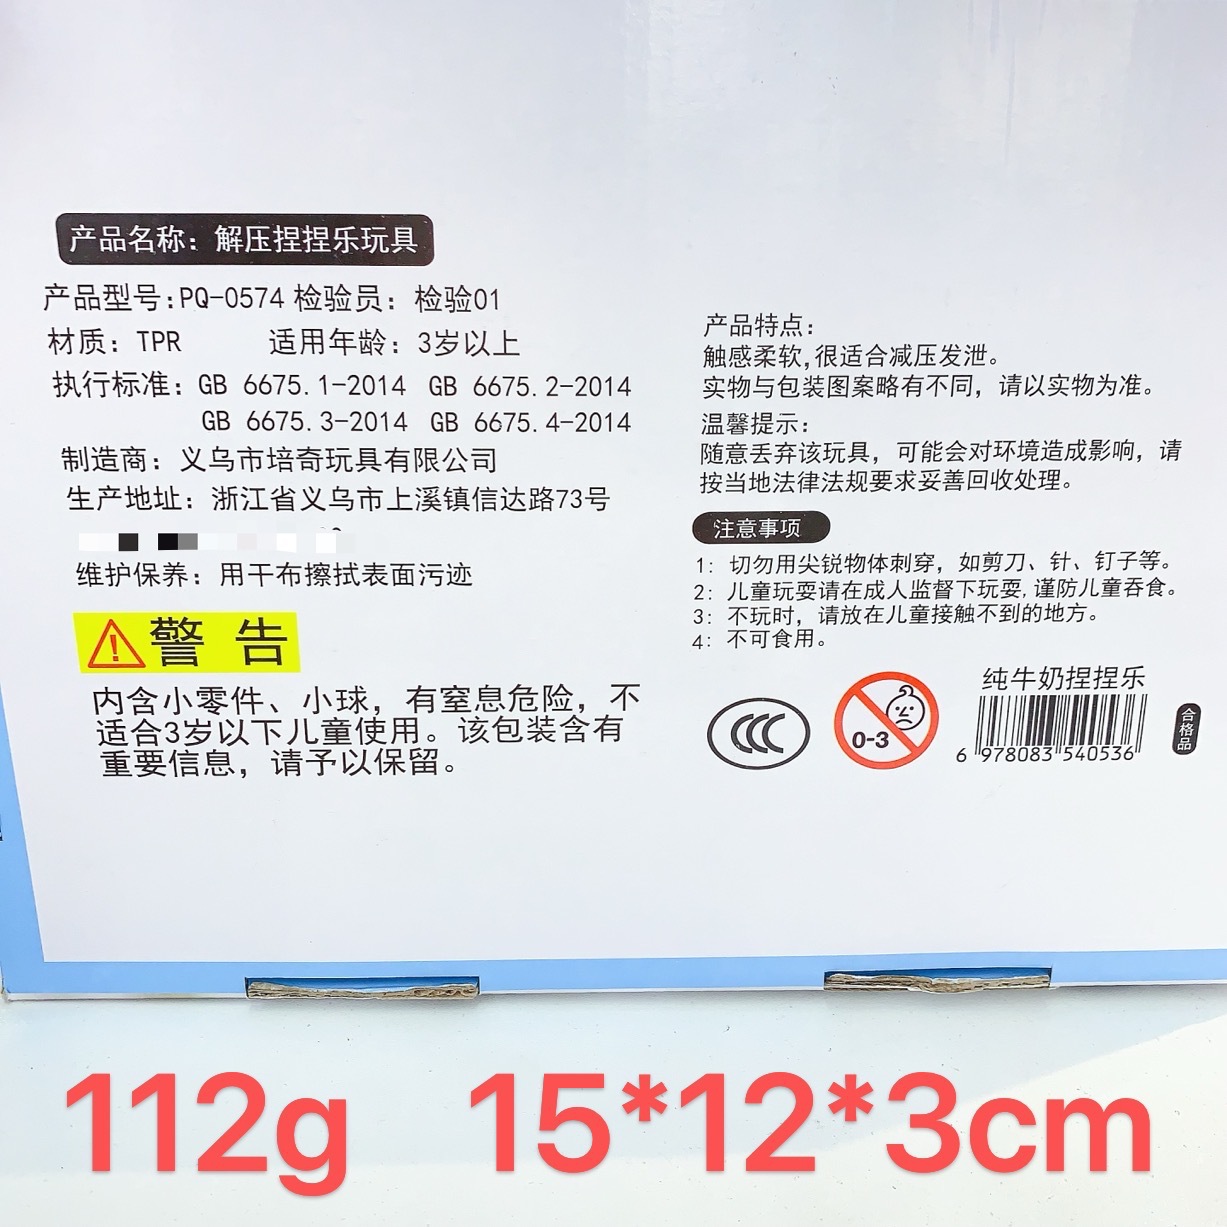 产品名称：解压捏捏乐玩具
产品型号:PQ-0574 检验员：检验01
材质：TPR 适用年龄：3岁以上
执行标准：GB 6675.1-2014 GB 6675.2-2014
GB 6675.3-2014 GB 6675.4-2014
制造商：义乌市培奇玩具有限公司
生产地址：浙江省义乌市上溪镇信达路73号
维护保养：用干布擦拭表面污迹
警 告
内含小零件、小球，有窒息危险，不
适合3岁以下儿童使用。该包装含有
重要信息，请予以保留。
产品特点：
触感柔软,很适合减压发泄。
实物与包装图案略有不同，请以实物为准。
温馨提示：
随意丢弃该玩具，可能会对环境造成影响，请
按当地法律法规要求妥善回收处理。
注意事项
1：切勿用尖锐物体刺穿，如剪刀、针、钉子等。
2：儿童玩耍请在成人监督下玩耍,谨防儿童吞食。
3：不玩时，请放在儿童接触不到的地方。
4：不可食用。
CCC
0-3
纯牛奶捏捏乐
6 978083 540536
合格品
112g 15*12*3cm